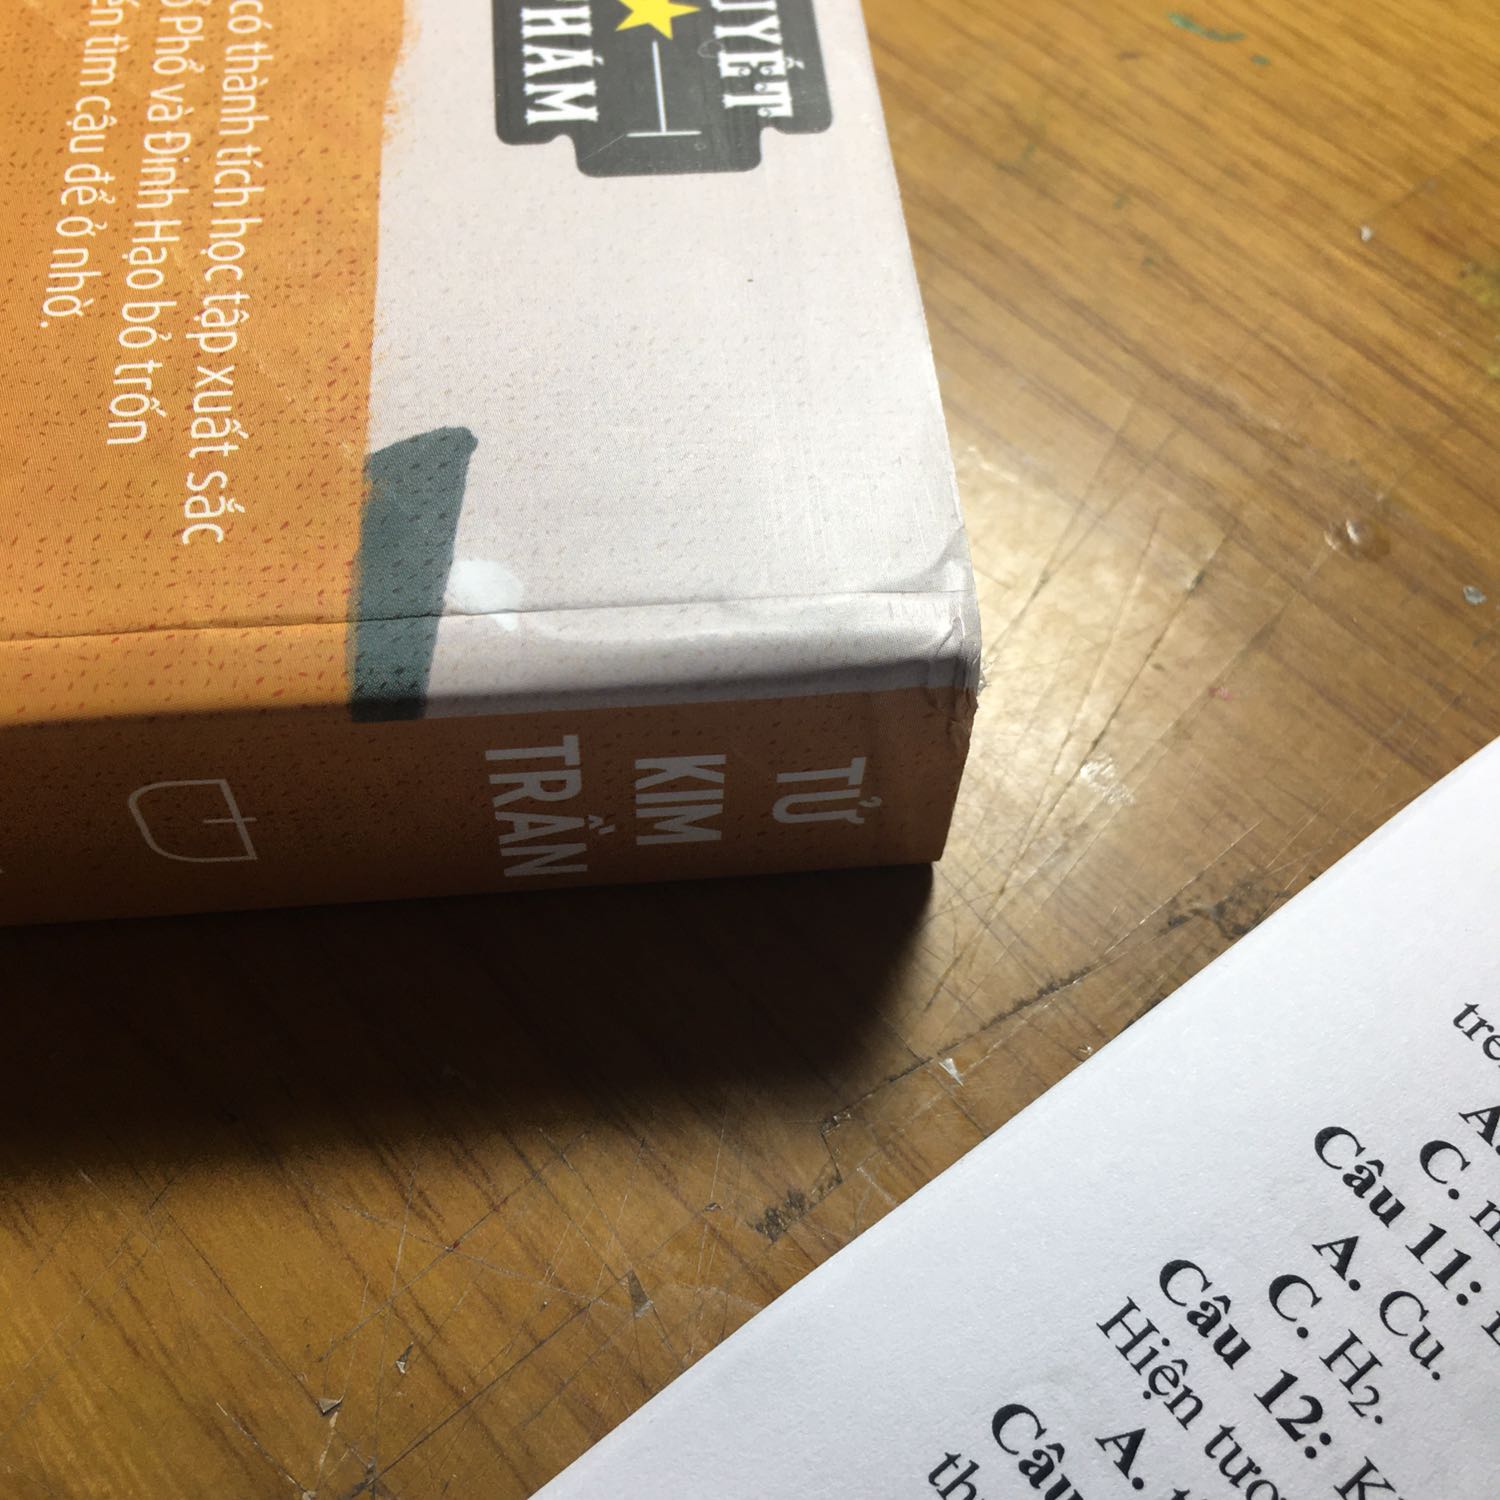 có thành tích học tập xuất sắc
Phổ và Đinh Hạo bỏ trốn
tìm cậu để ở nhờ.
TỬ
KIM
TRẦN
A.
C.
Câu 11:
A. Cu.
C. H₂.
Câu 12:
Hiện
A.
Câu